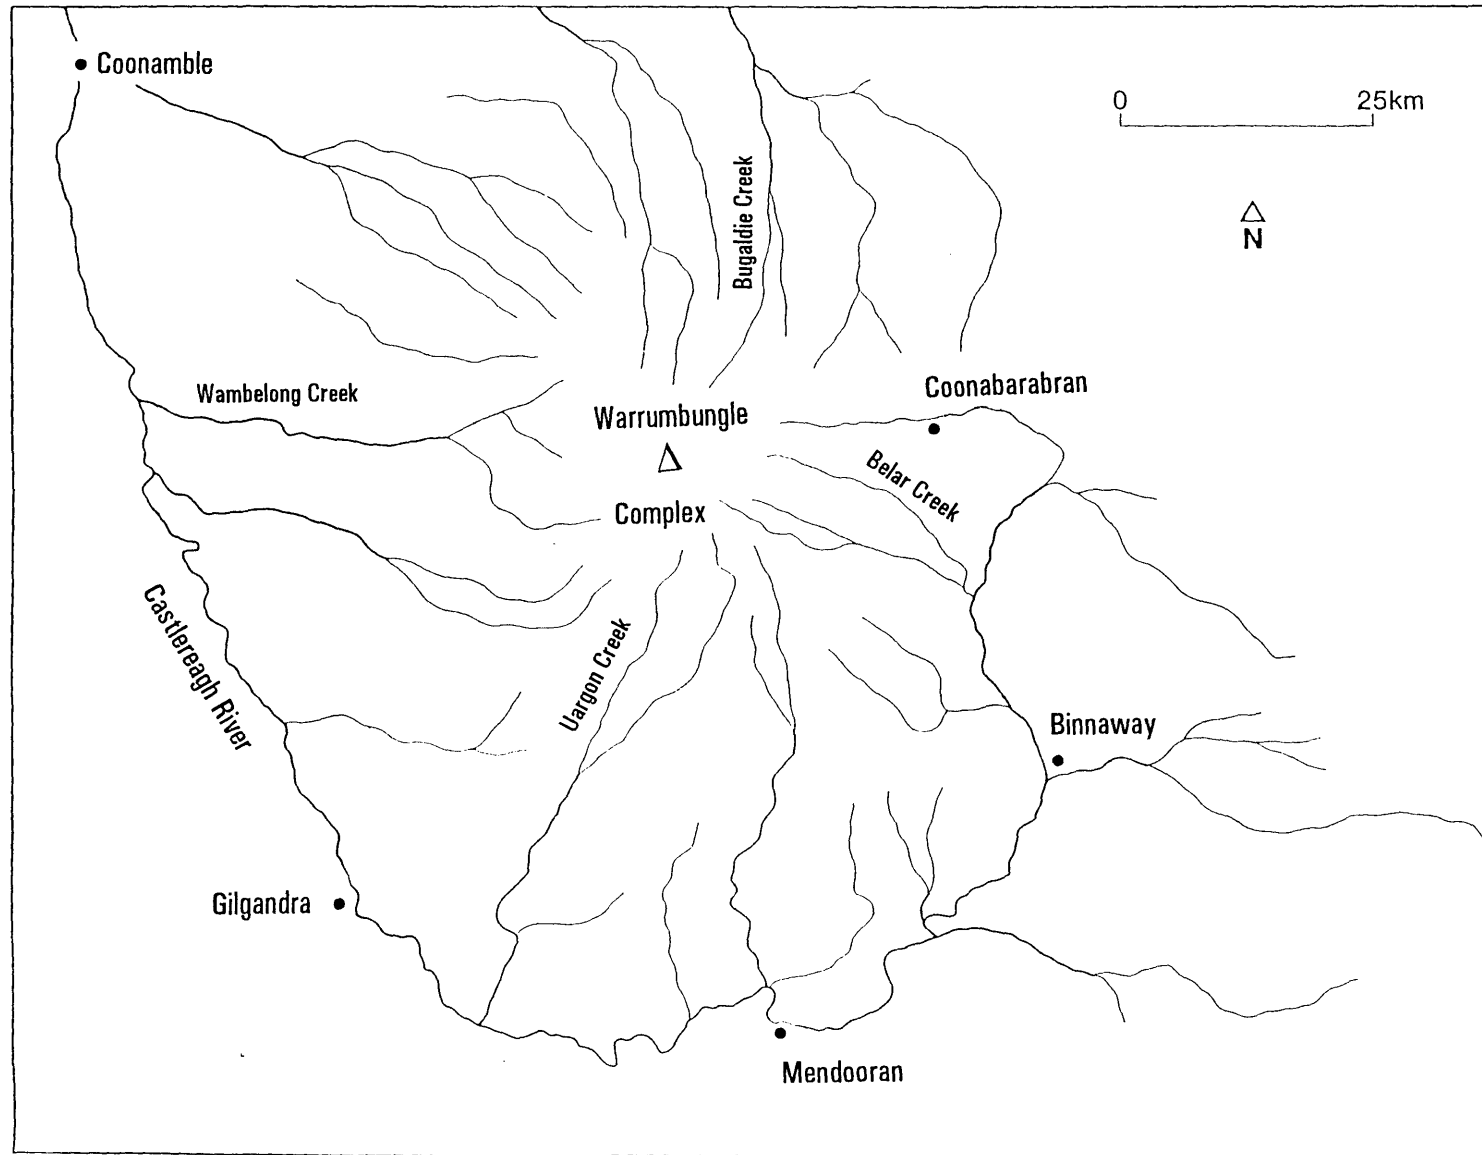 Coonamble
0 25km
Bugaldie Creek
N
Coonabarabran
Wambelong Creek
Warrumbungle
Belar Creek
Complex
Castlereagh River
Uargon Creek
Binnaway
Gilgandra
Mendooran